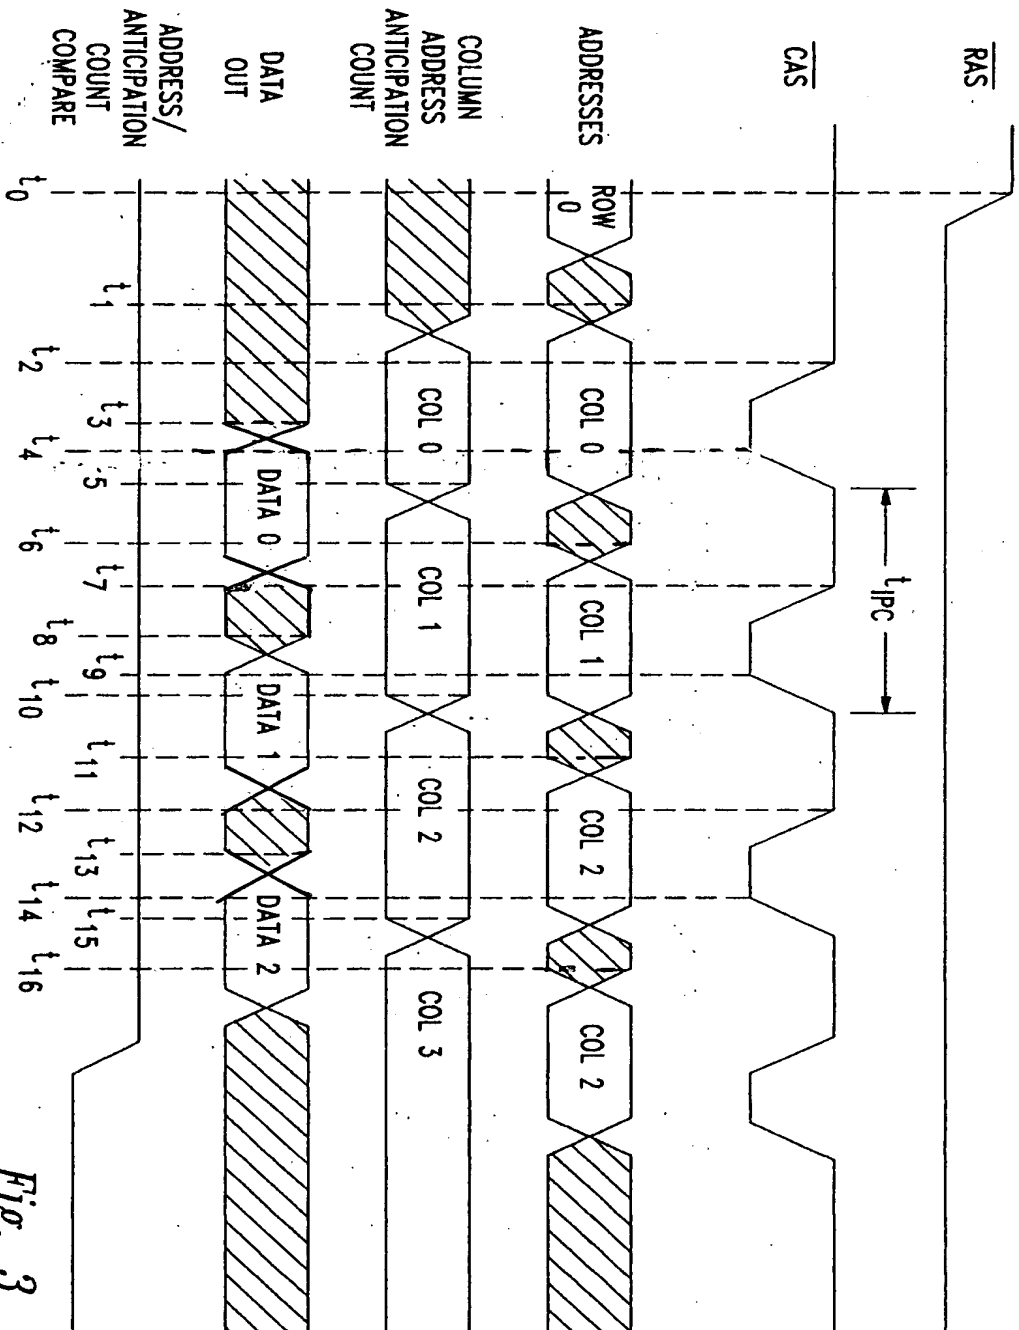 RAS
CAS
t IPC
ADDRESSES
ROW
0
COL 0
COL 1
COL 2
COL 2
COLUMN
ADDRESS
ANTICIPATION
COUNT
COL 0
COL 1
COL 2
COL 3
DATA
OUT
DATA 0
DATA 1
DATA 2
ADDRESS/
ANTICIPATION
COUNT
COMPARE
t0
t1
t2
t3
t4
5
t6
t7
t8
t9
t10
t11
t12
t13
t14
t15
t16
Fig. 3